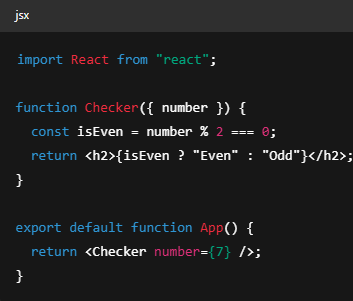 jsx
import React from "react";
function Checker({ number }) {
const isEven = number % 2 === 0;
return <h2>{isEven ? "Even" : "Odd"}</h2>;
}
export default function App() {
return <Checker number={7} />;
}